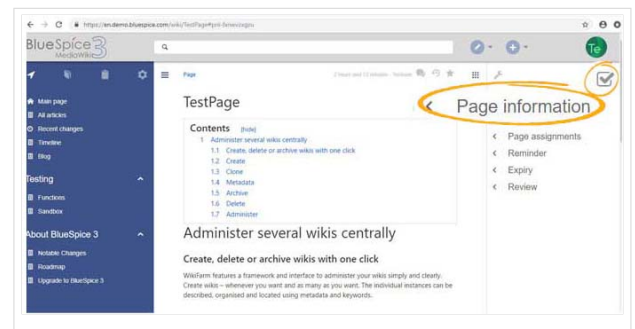 https://en.demo.bluespice.com/wiki/TestPage
BlueSpice 3
MediaWiki
Te
Page
Main page
All articles
Recent changes
Timeline
Blog
Testing
Functions
Sandbox
About BlueSpice 3
Notable Changes
Roadmap
Upgrade to BlueSpice 3
TestPage
Contents [hide]
1 Administer several wikis centrally
1.1 Create, delete or archive wikis with one click
1.2 Create
1.3 Clone
1.4 Metadata
1.5 Archive
1.6 Delete
1.7 Administer
Administer several wikis centrally
Create, delete or archive wikis with one click
WikiFarm features a framework and interface to administer your wikis simply and clearly.
Create wikis – whenever you want and as many as you want. The individual instances can be
described, organised and located using metadata and keywords.
Page information
Page assignments
Reminder
Expiry
Review